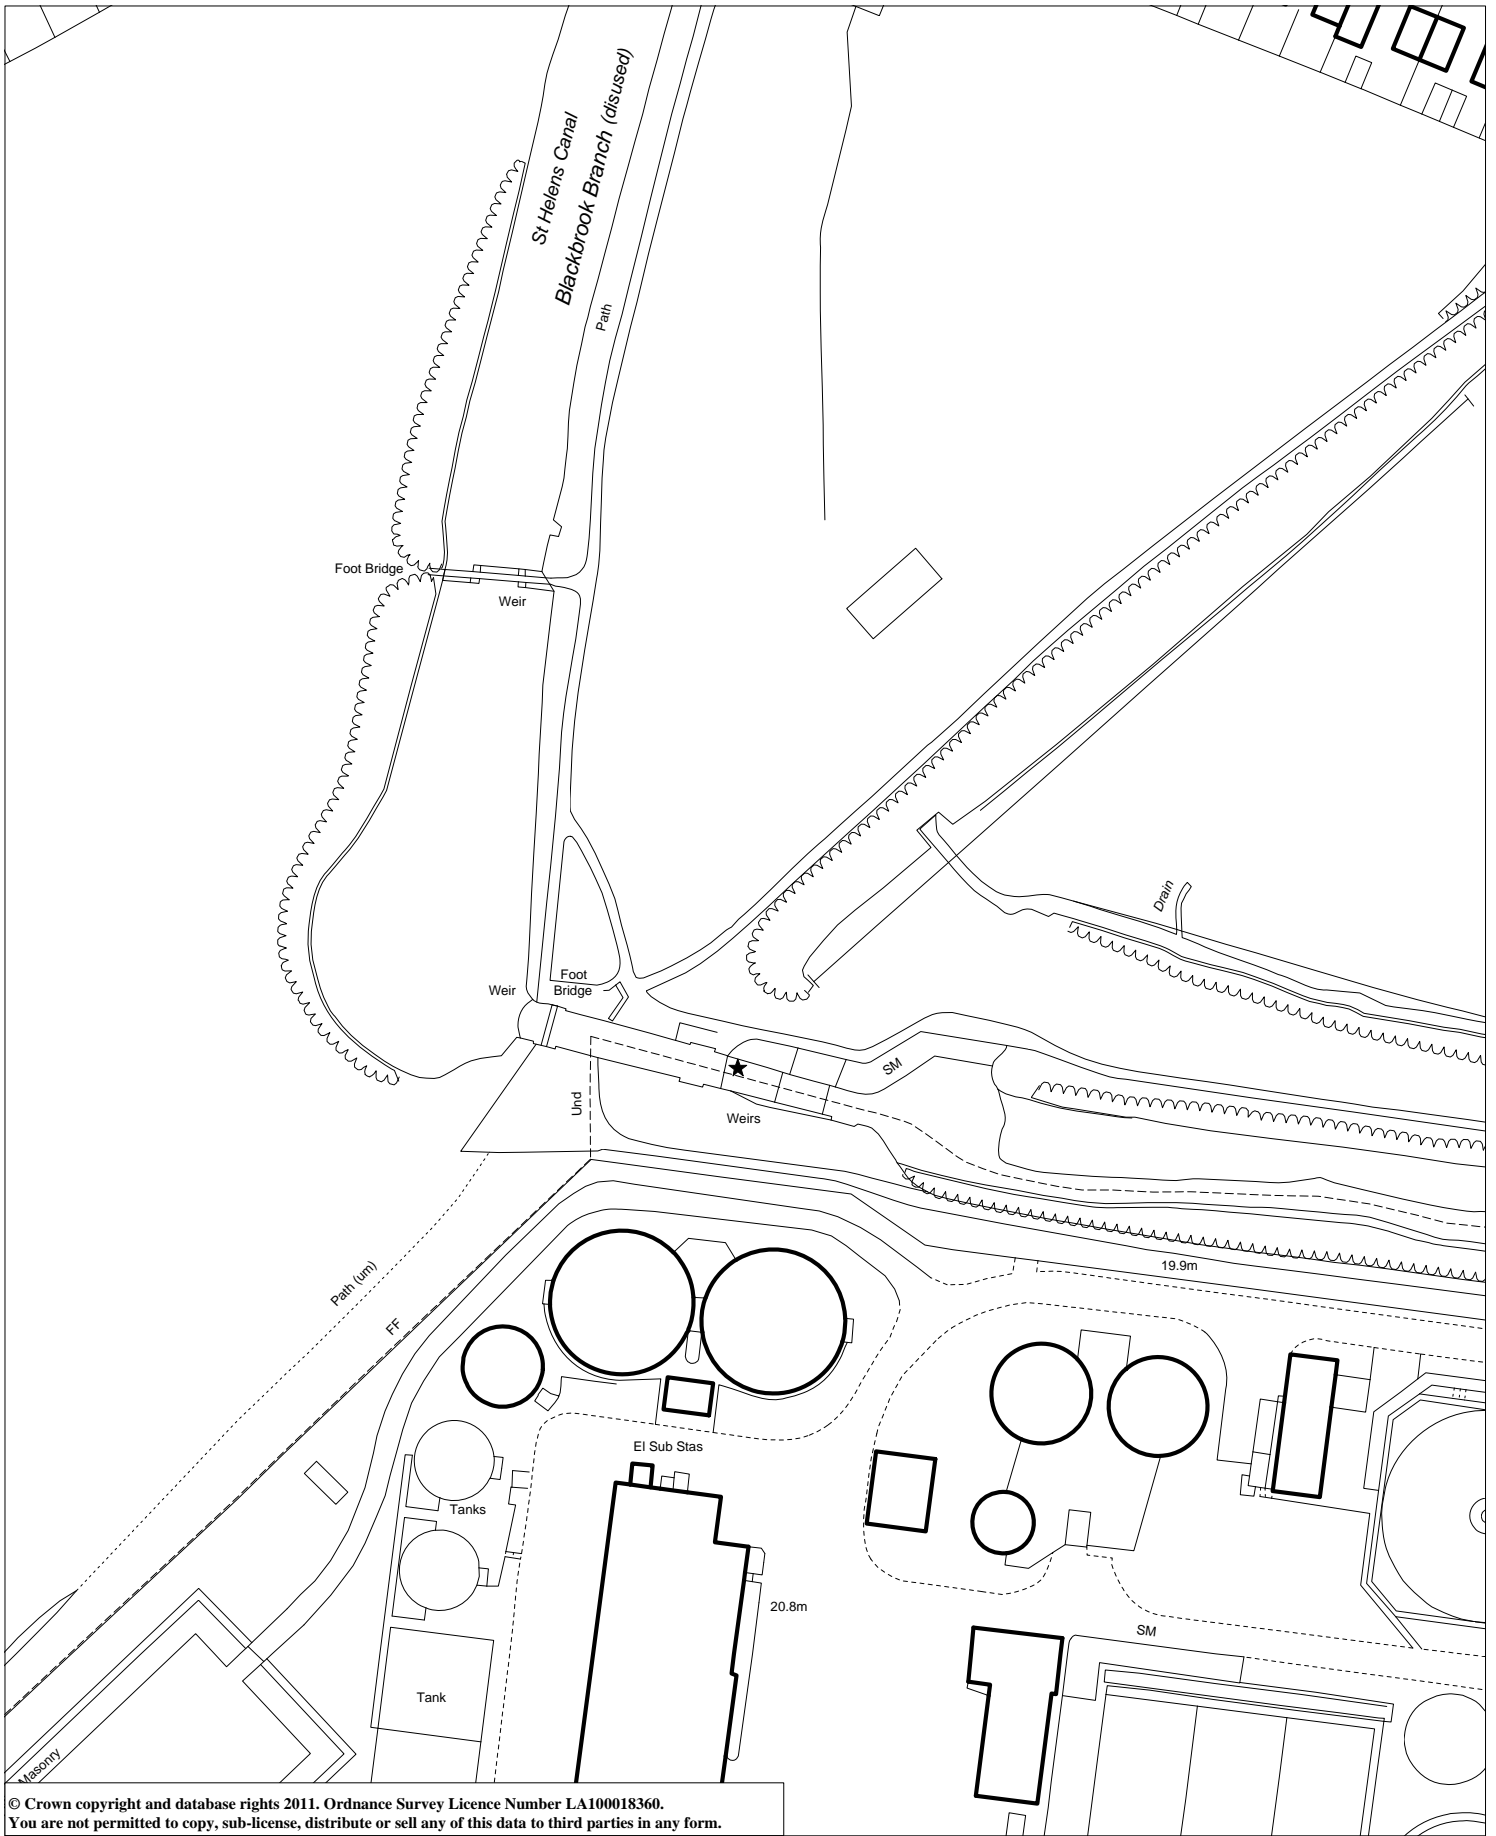 St Helens Canal
Blackbrook Branch (disused)
Path
Foot Bridge
Weir
Drain
Foot
Bridge
Weir
SM
Und
Weirs
Path (um)
FF
19.9m
El Sub Stas
Tanks
20.8m
SM
Tank
Masonry
© Crown copyright and database rights 2011. Ordnance Survey Licence Number LA100018360.
You are not permitted to copy, sub-license, distribute or sell any of this data to third parties in any form.